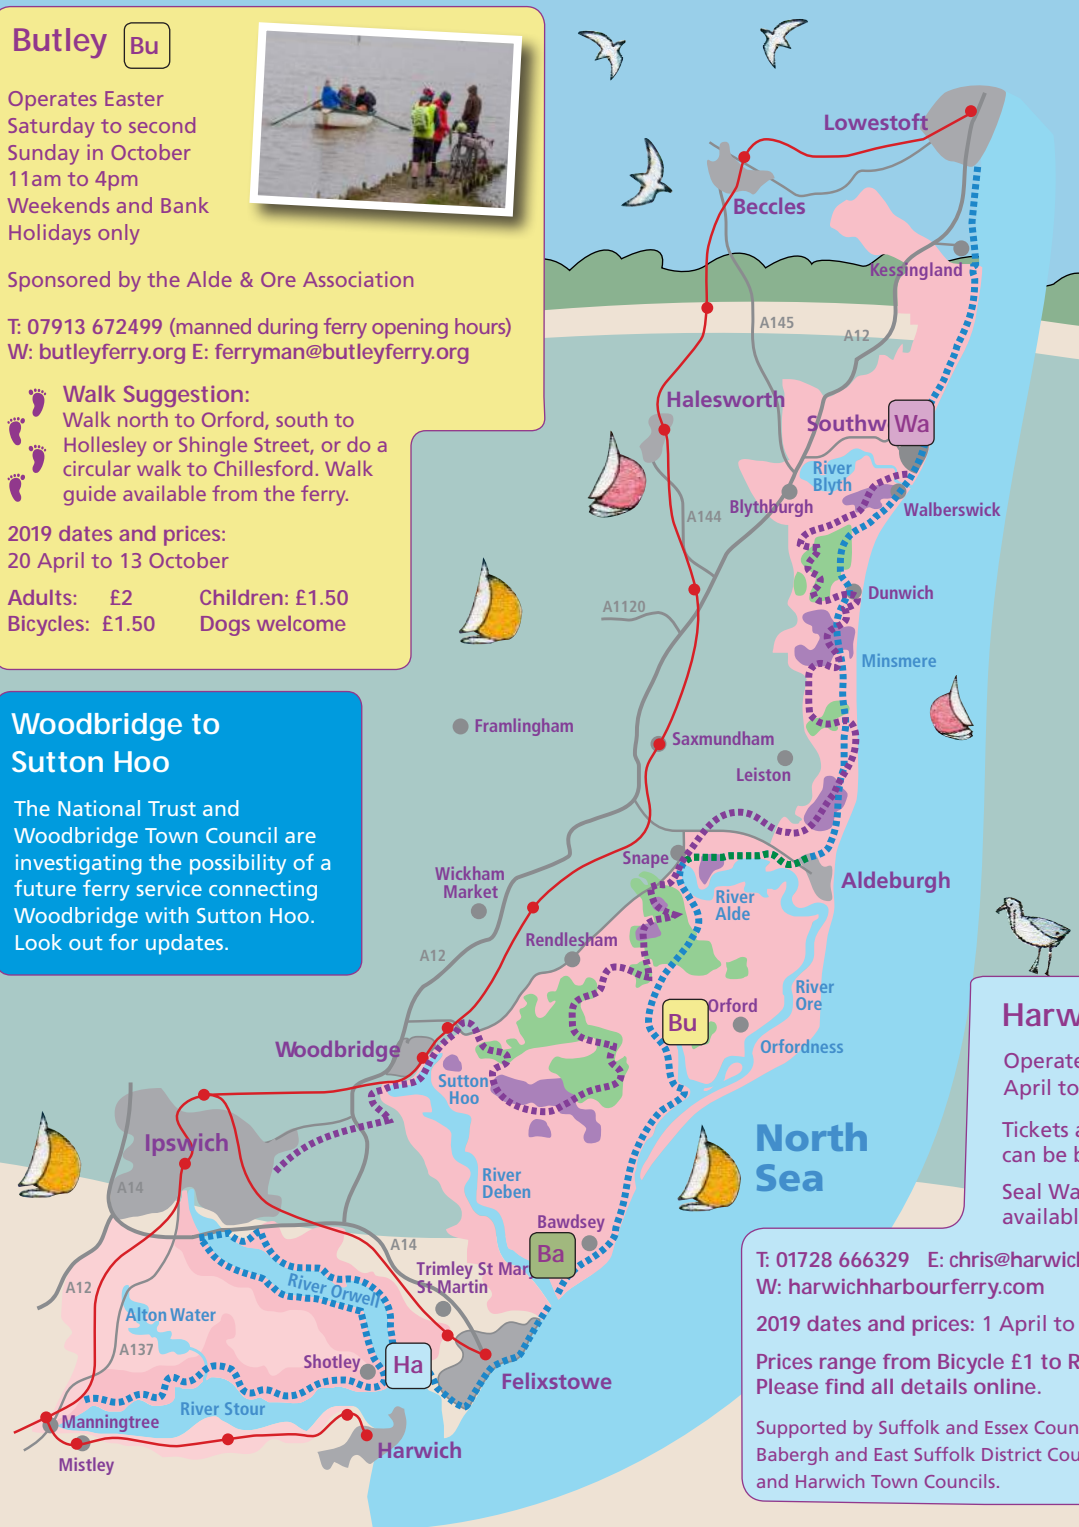 Butley Bu
Operates Easter
Saturday to second
Sunday in October
11am to 4pm
Weekends and Bank
Holidays only
Sponsored by the Alde & Ore Association
T: 07913 672499 (manned during ferry opening hours)
W: butleyferry.org E: ferryman@butleyferry.org
Walk Suggestion:
Walk north to Orford, south to
Hollesley or Shingle Street, or do a
circular walk to Chillesford. Walk
guide available from the ferry.
2019 dates and prices:
20 April to 13 October
Adults: £2 Children: £1.50
Bicycles: £1.50 Dogs welcome
Woodbridge to
Sutton Hoo
The National Trust and
Woodbridge Town Council are
investigating the possibility of a
future ferry service connecting
Woodbridge with Sutton Hoo.
Look out for updates.
Lowestoft
Beccles
Kessingland
A145
A12
Halesworth
Southw Wa
River
Blyth
Blythburgh
Walberswick
A144
Dunwich
A1120
Minsmere
Framlingham
Saxmundham
Leiston
Snape
Wickham
Market
Aldeburgh
River
Alde
Rendlesham
A12
River
Ore
Bu
Orford
Orfordness
Woodbridge
Sutton
Hoo
North
Sea
Ipswich
A14
River
Deben
Bawdsey
Ba
A14
Trimley St Mary
St Martin
A12
River Orwell
Alton Water
A137
Shotley
Ha
Felixstowe
River Stour
Manningtree
Mistley
Harwich
Harw
Operate
April to
Tickets a
can be b
Seal Wa
availabl
T: 01728 666329 E: chris@harwich
W: harwichharbourferry.com
2019 dates and prices: 1 April to
Prices range from Bicycle £1 to R
Please find all details online.
Supported by Suffolk and Essex Coun
Babergh and East Suffolk District Cou
and Harwich Town Councils.